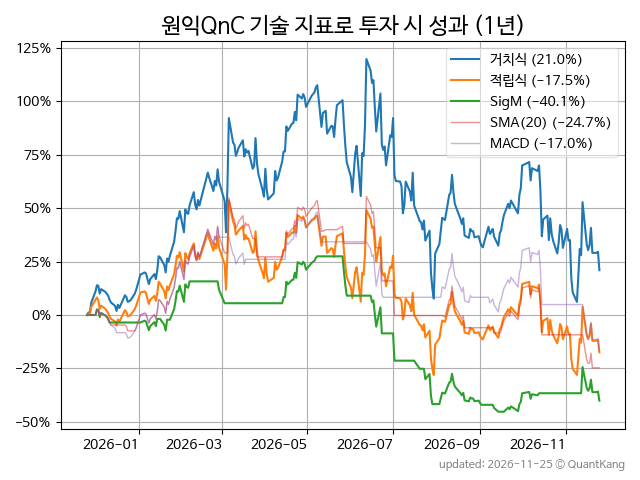 원익QnC 기술 지표로 투자 시 성과 (1년)
125%
100%
75%
50%
25%
0%
−25%
−50%
거치식 (21.0%)
적립식 (−17.5%)
SigM (−40.1%)
SMA(20) (−24.7%)
MACD (−17.0%)
2026-01
2026-03
2026-05
2026-07
2026-09
2026-11
updated: 2026-11-25 ⓒ QuantKang